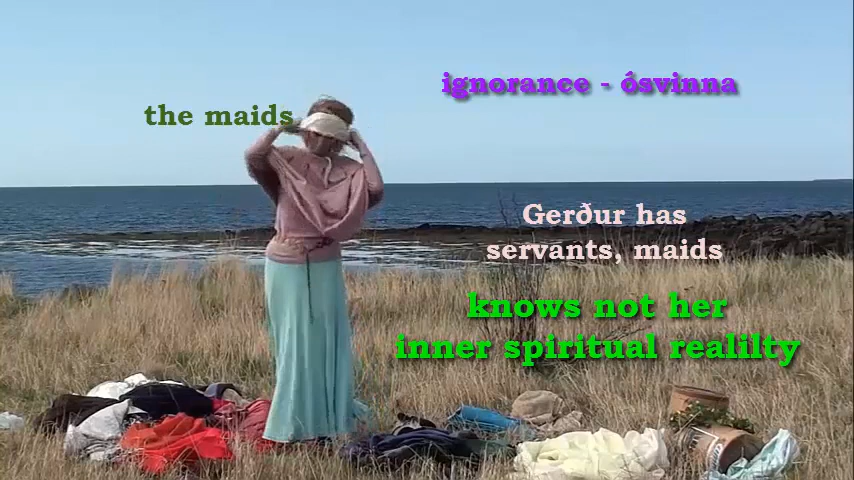 ignorance - ósvinna
the maids
Gerður has
servants, maids
knows not her
inner spiritual realilty